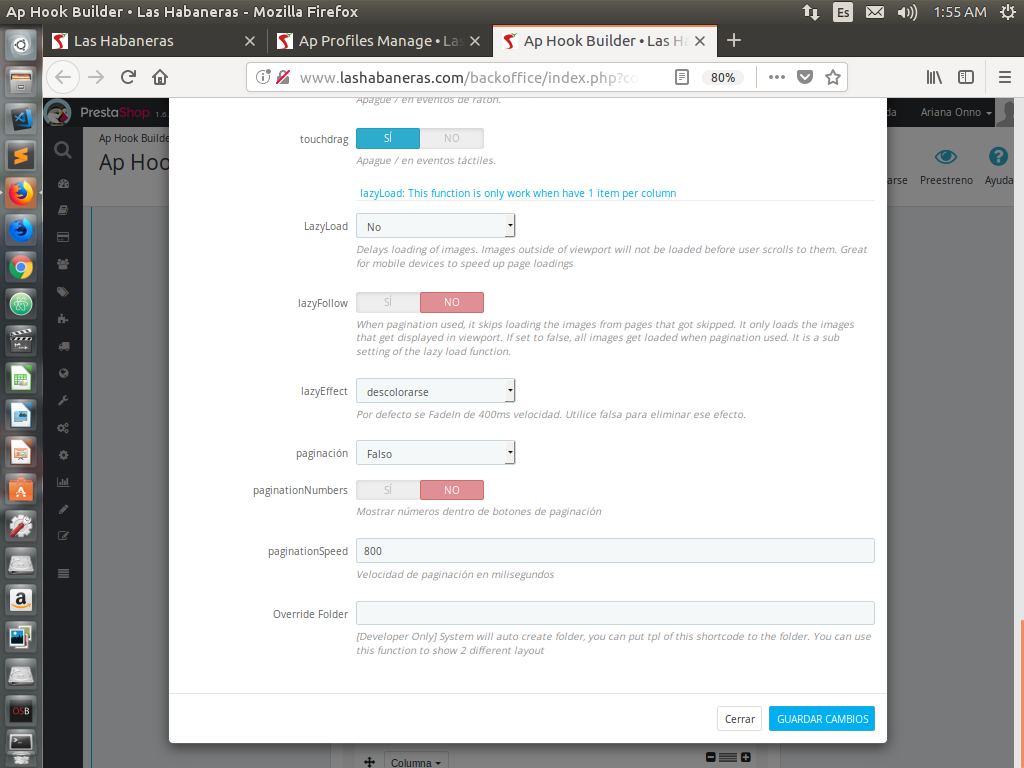 Ap Hook Builder • Las Habaneras - Mozilla Firefox
Es
1:55 AM
Las Habaneras
Ap Profiles Manage • Las
Ap Hook Builder • Las Ha
www.lashabaneras.com/backoffice/index.php?co
80%
Apague / en eventos de ratón.
PrestaShop 1.6.
da
Ariana Onno
touchdrag
SÍ
NO
Ap Hook Builde
Ap Hoo
Apague / en eventos táctiles.
arse
Preestreno
Ayuda
lazyLoad: This function is only work when have 1 item per column
LazyLoad
No
Delays loading of images. Images outside of viewport will not be loaded before user scrolls to them. Great
for mobile devices to speed up page loadings
lazyFollow
SÍ
NO
When pagination used, it skips loading the images from pages that got skipped. It only loads the images
that get displayed in viewport. If set to false, all images get loaded when pagination used. It is a sub
setting of the lazy load function.
lazyEffect
descolorarse
Por defecto se FadeIn de 400ms velocidad. Utilice falsa para eliminar ese efecto.
paginación
Falso
paginationNumbers
SÍ
NO
Mostrar números dentro de botones de paginación
paginationSpeed
800
Velocidad de paginación en milisegundos
Override Folder
[Developer Only] System will auto create folder, you can put tpl of this shortcode to the folder. You can use
this function to show 2 different layout
Cerrar
GUARDAR CAMBIOS
Columna
OSB